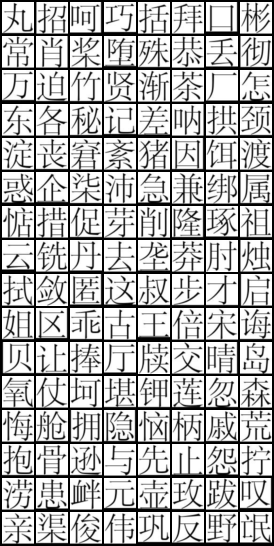 丸招呵巧括拜口彬
常肖桨堕殊恭丢彻
万迫竹贤渐茶厂怎
东各秘记差呐拱颈
淀丧窘紊猪因饵渡
惑企柒沛急兼绑属
惦措促芽削隆琢祖
云铣丹去垄莽肘烛
拭敛匿这叔步才启
姐区乖古王倍宋诲
贝让捧厅牍交晴岛
氧仗坷堪钾莲忽森
悔舱拥隐恼柄戚荒
抱骨逊与先止怨拧
涝患衅元壶玫跋叹
亲渠俊伟巩反野氓